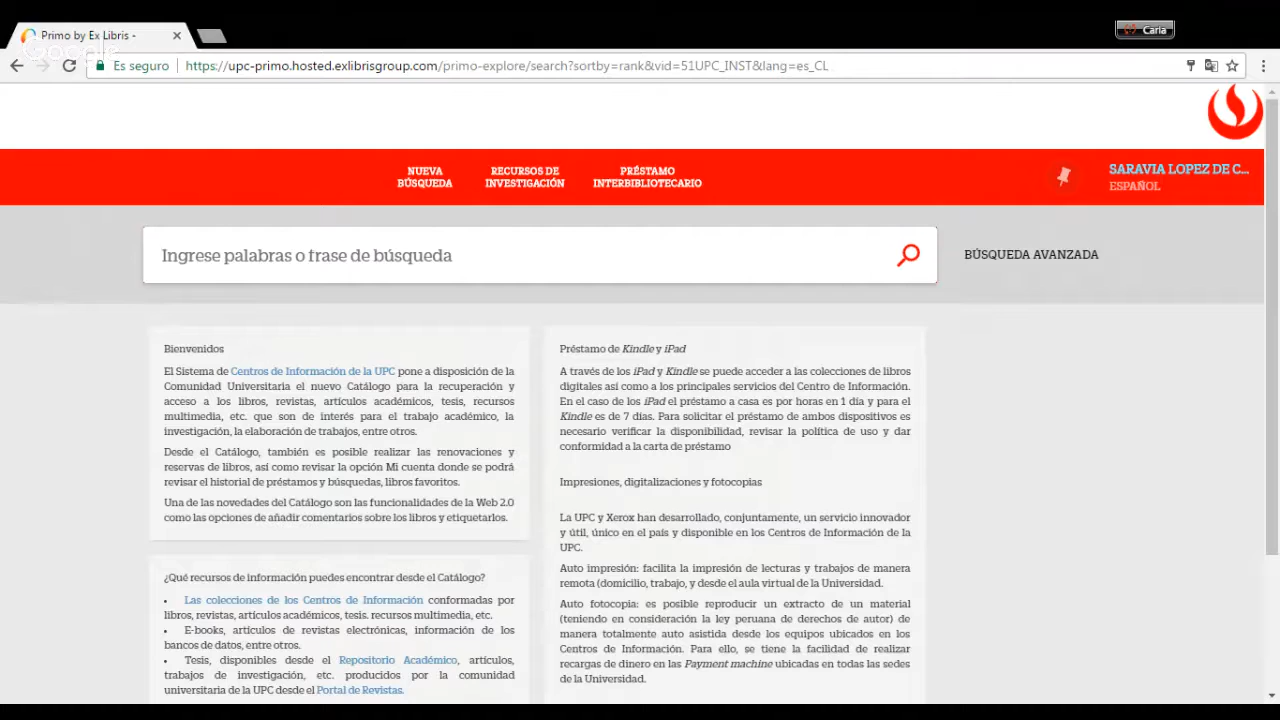 Primo by Ex Libris -
Carla
Google
Es seguro
https://upc-primo.hosted.exlibrisgroup.com/primo-explore/search?sortby=rank&vid=51UPC_INST&lang=es_CL
NUEVA
BÚSQUEDA
RECURSOS DE
INVESTIGACIÓN
PRÉSTAMO
INTERBIBLIOTECARIO
SARAVIA LOPEZ DE C...
ESPAÑOL
Ingrese palabras o frase de búsqueda
BÚSQUEDA AVANZADA
Bienvenidos
El Sistema de Centros de Información de la UPC pone a disposición de la
Comunidad Universitaria el nuevo Catálogo para la recuperación y
acceso a los libros, revistas, artículos académicos, tesis, recursos
multimedia, etc. que son de interés para el trabajo académico, la
investigación, la elaboración de trabajos, entre otros.
Desde el Catálogo, también es posible realizar las renovaciones y
reservas de libros, así como revisar la opción Mi cuenta donde se podrá
revisar el historial de préstamos y búsquedas, libros favoritos.
Una de las novedades del Catálogo son las funcionalidades de la Web 2.0
como las opciones de añadir comentarios sobre los libros y etiquetarlos.
¿Qué recursos de información puedes encontrar desde el Catálogo?
• Las colecciones de los Centros de Información conformadas por
libros, revistas, artículos académicos, tesis. recursos multimedia, etc.
• E-books, artículos de revistas electrónicas, información de los
bancos de datos, entre otros.
• Tesis, disponibles desde el Repositorio Académico, artículos,
trabajos de investigación, etc. producidos por la comunidad
universitaria de la UPC desde el Portal de Revistas.
Préstamo de Kindle y iPad
A través de los iPad y Kindle se puede acceder a las colecciones de libros
digitales así como a los principales servicios del Centro de Información.
En el caso de los iPad el préstamo a casa es por horas en 1 día y para el
Kindle es de 7 días. Para solicitar el préstamo de ambos dispositivos es
necesario verificar la disponibilidad, revisar la política de uso y dar
conformidad a la carta de préstamo
Impresiones, digitalizaciones y fotocopias
La UPC y Xerox han desarrollado, conjuntamente, un servicio innovador
y útil, único en el país y disponible en los Centros de Información de la
UPC.
Auto impresión: facilita la impresión de lecturas y trabajos de manera
remota (domicilio, trabajo, y desde el aula virtual de la Universidad.
Auto fotocopia: es posible reproducir un extracto de un material
(teniendo en consideración la ley peruana de derechos de autor) de
manera totalmente auto asistida desde los equipos ubicados en los
Centros de Información. Para ello, se tiene la facilidad de realizar
recargas de dinero en las Payment machine ubicadas en todas las sedes
de la Universidad.